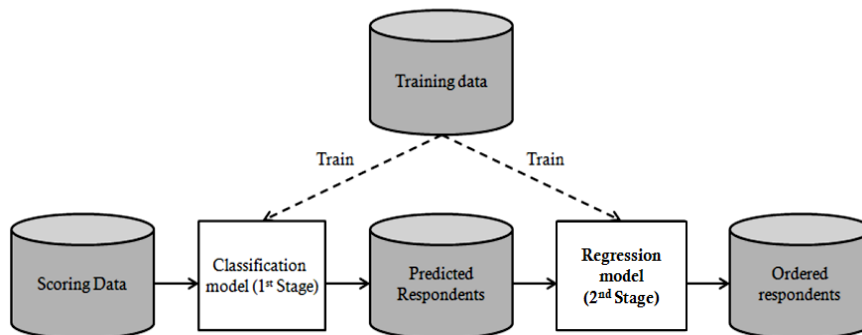 Training data
Train
Train
Scoring Data
Classification
model (1st Stage)
Predicted
Respondents
Regression
model
(2nd Stage)
Ordered
respondents